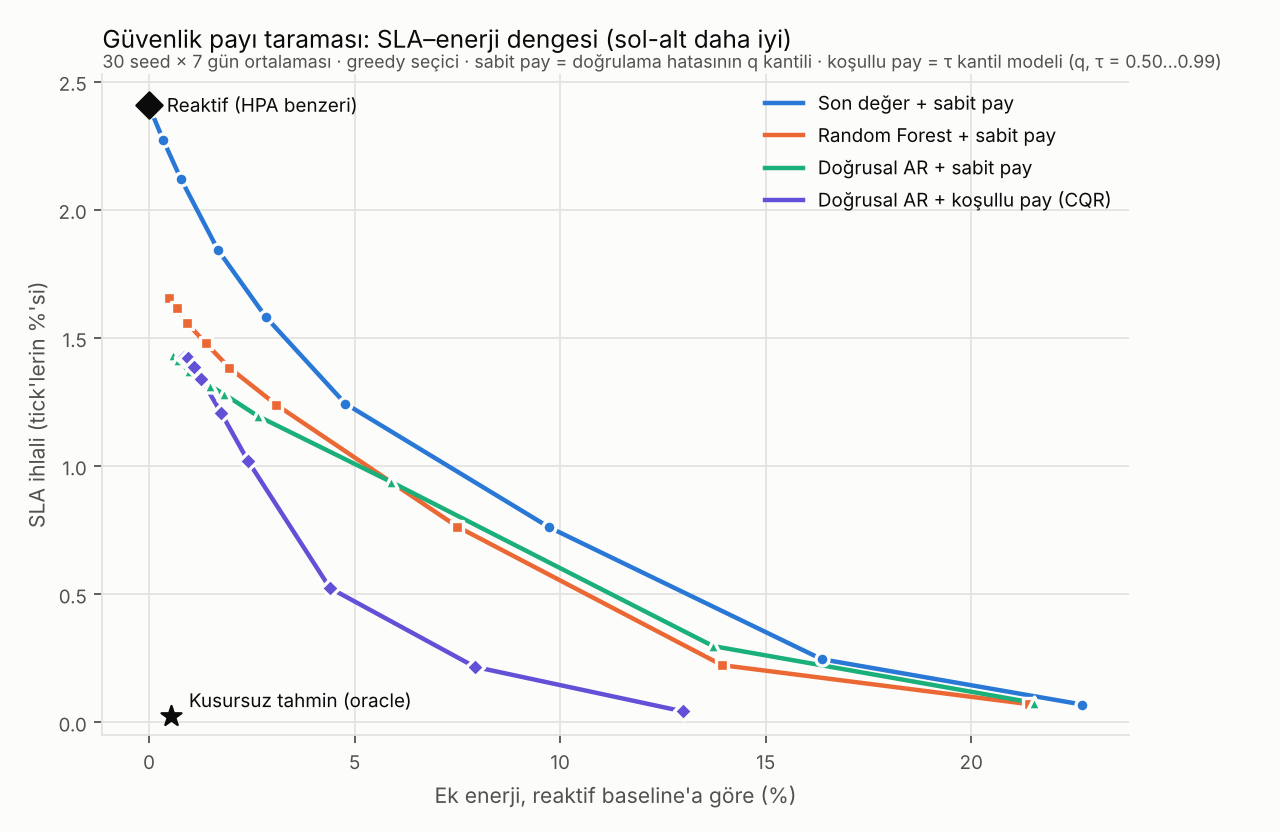 Güvenlik payı taraması: SLA–enerji dengesi (sol-alt daha iyi)
30 seed × 7 gün ortalaması · greedy seçici · sabit pay = doğrulama hatasının q kantili · koşullu pay = τ kantil modeli (q, τ = 0.50…0.99)
Reaktif (HPA benzeri)
Son değer + sabit pay
Random Forest + sabit pay
Doğrusal AR + sabit pay
Doğrusal AR + koşullu pay (CQR)
Kusursuz tahmin (oracle)
SLA ihlali (tick'lerin %'si)
2.5
2.0
1.5
1.0
0.5
0.0
0
5
10
15
20
Ek enerji, reaktif baseline'a göre (%)